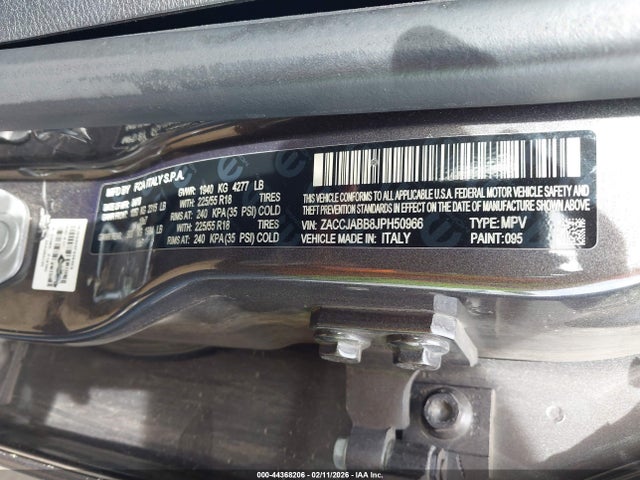 MFD BY FCA ITALY S.P.A.
GVWR: 1940 KG 4277 LB
WITH: 225/55 R18 TIRES
RIMS AT: 240 KPA (35 PSI) COLD
WITH: 225/55 R18 TIRES
RIMS AT: 240 KPA (35 PSI) COLD
THIS VEHICLE CONFORMS TO ALL APPLICABLE U.S.A. FEDERAL MOTOR VEHICLE SAFETY AND
THEFT PREVENTION STANDARDS IN EFFECT ON THE DATE OF MANUFACTURE SHOWN ABOVE.
VIN: ZACCJABB8JPH50966 TYPE: MPV
VEHICLE MADE IN: ITALY PAINT: 095
000-44368206 - 02/11/2026 - IAAI.COM